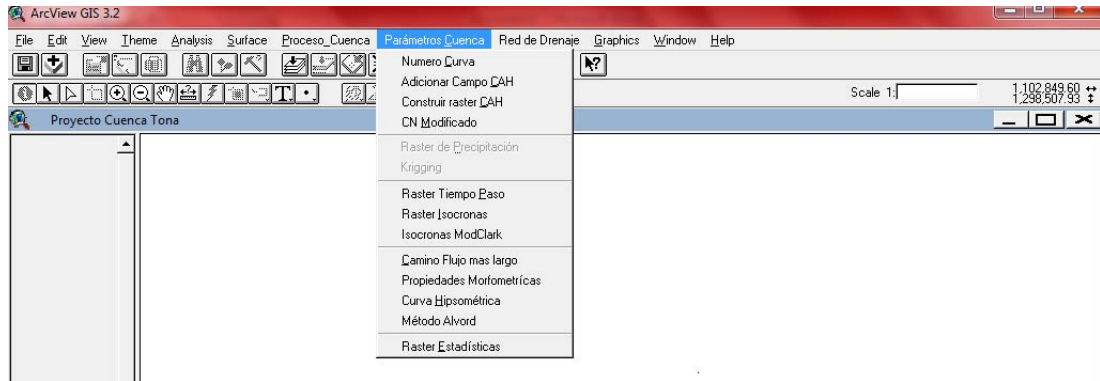 ArcView GIS 3.2
File Edit View Theme Analysis Surface Proceso_Cuenca Parámetros Cuenca Red de Drenaje Graphics Window Help
Numero Curva
Adicionar Campo CAH
Scale 1:
1,102,849.60
1,298,507.93
Construir raster CAH
Proyecto Cuenca Tona
CN Modificado
Raster de Precipitación
Krigging
Raster Tiempo Paso
Raster Isocronas
Isocronas ModClark
Camino Flujo mas largo
Propiedades Morfometrícas
Curva Hipsométrica
Método Alvord
Raster Estadísticas